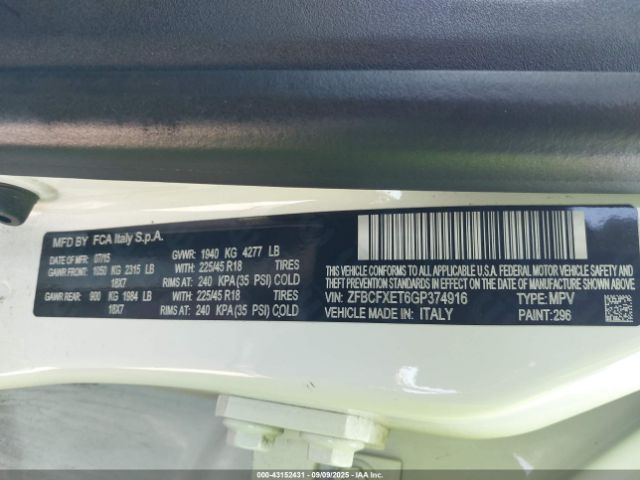 MFD BY FCA Italy S.p.A.
DATE OF MFR: 07/15 GVWR: 1940 KG 4277 LB
GAWR FRONT: 1050 KG 2315 LB WITH: 225/45 R18 TIRES
18X7 RIMS AT: 240 KPA (35 PSI) COLD
GAWR REAR: 900 KG 1984 LB WITH: 225/45 R18 TIRES
18X7 RIMS AT: 240 KPA (35 PSI) COLD
THIS VEHICLE CONFORMS TO ALL APPLICABLE U.S.A. FEDERAL MOTOR VEHICLE SAFETY
BUMPER, AND THEFT PREVENTION STANDARDS IN EFFECT ON THE DATE OF MANUFACTURE SHOWN ABOVE.
VIN: ZFBCFXET6GP374916 TYPE: MPV
VEHICLE MADE IN: ITALY PAINT: 296
000-43152431 - 09/09/2025 - IAAI.com - Copyright